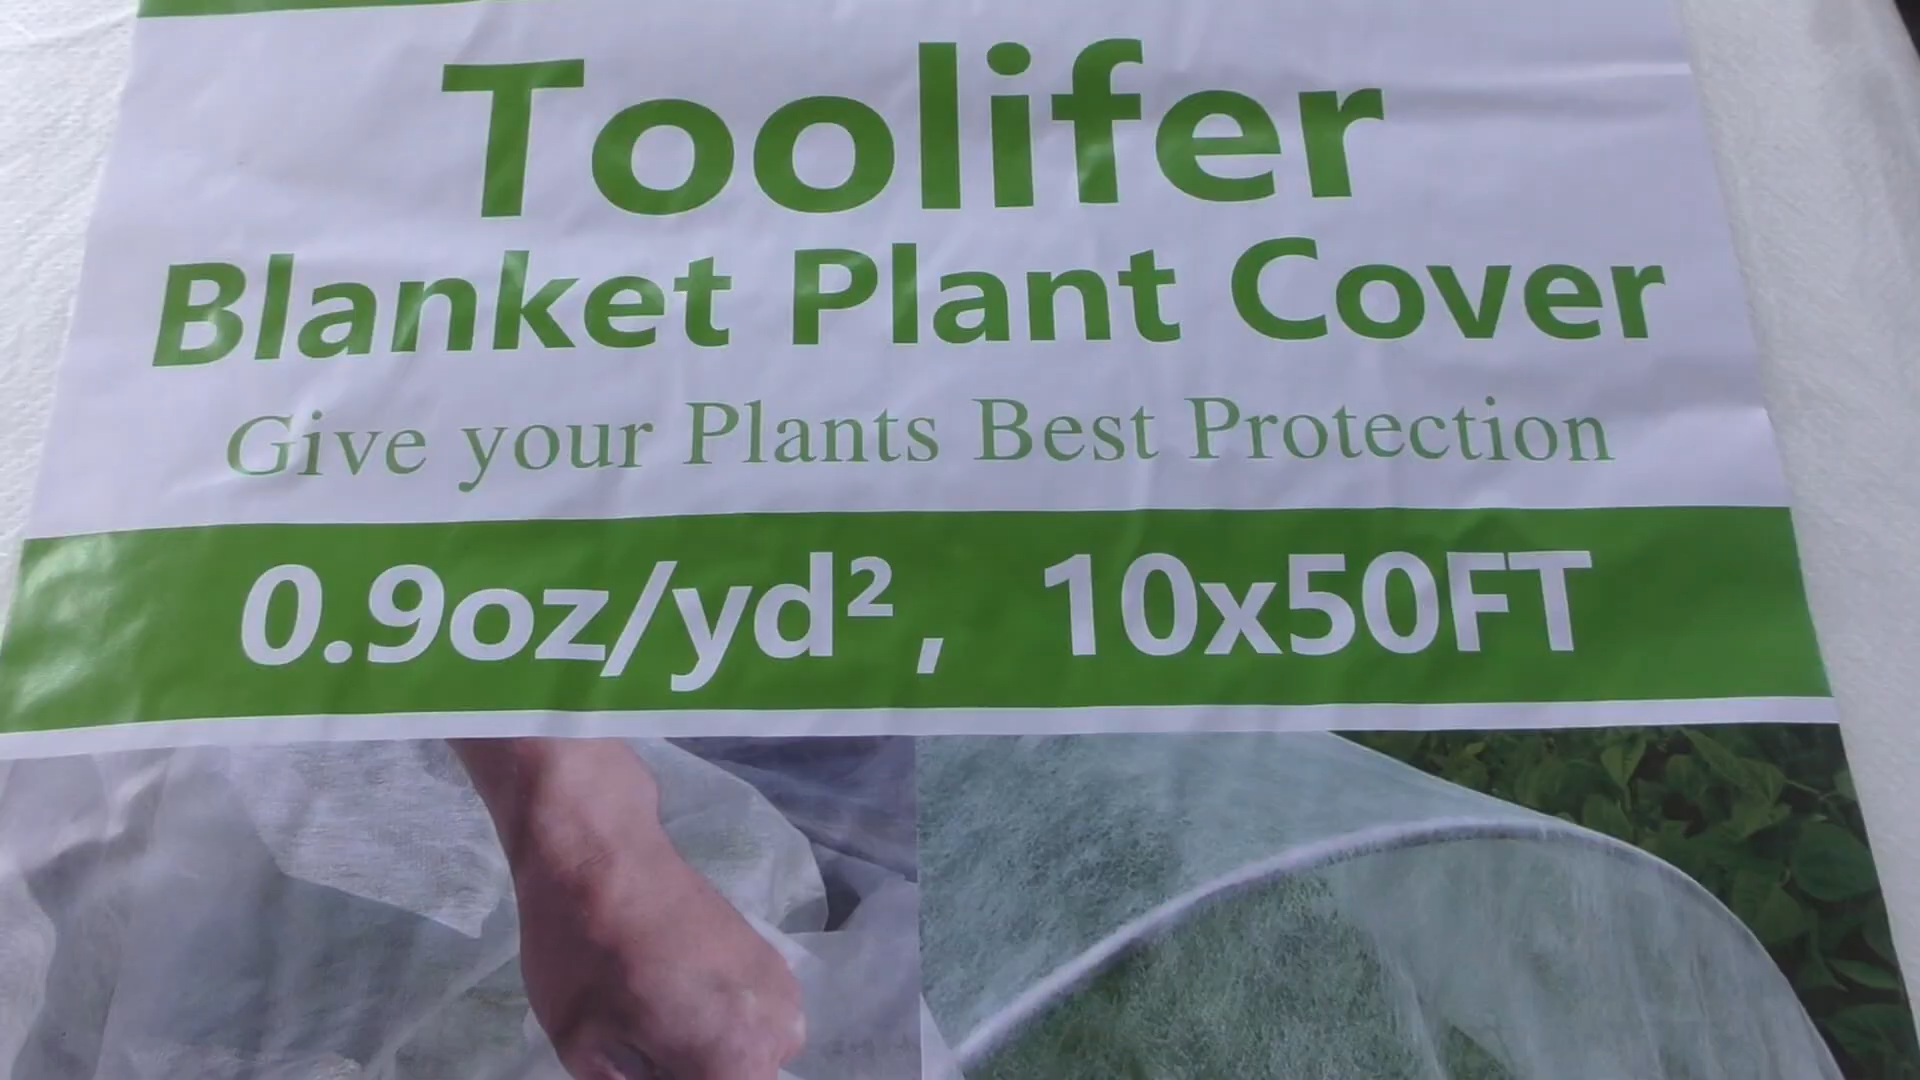 Toolifer
Blanket Plant Cover
Give your Plants Best Protection
0.9oz/yd², 10x50FT